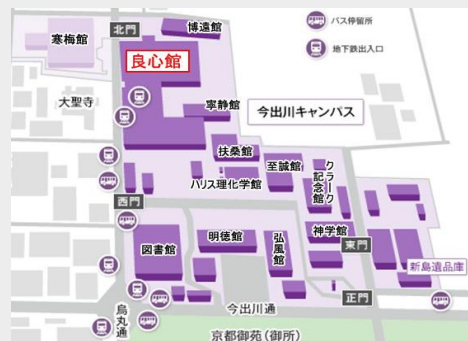 バス停留所
地下鉄出入口
寒梅館
北門
博遠館
良心館
大聖寺
寧静館
今出川キャンパス
扶桑館
至誠館
クラーク
記念館
ハリス理化学館
西門
図書館
明徳館
弘風館
神学館
東門
新島遺品庫
正門
今出川通
烏丸通
京都御苑(御所)